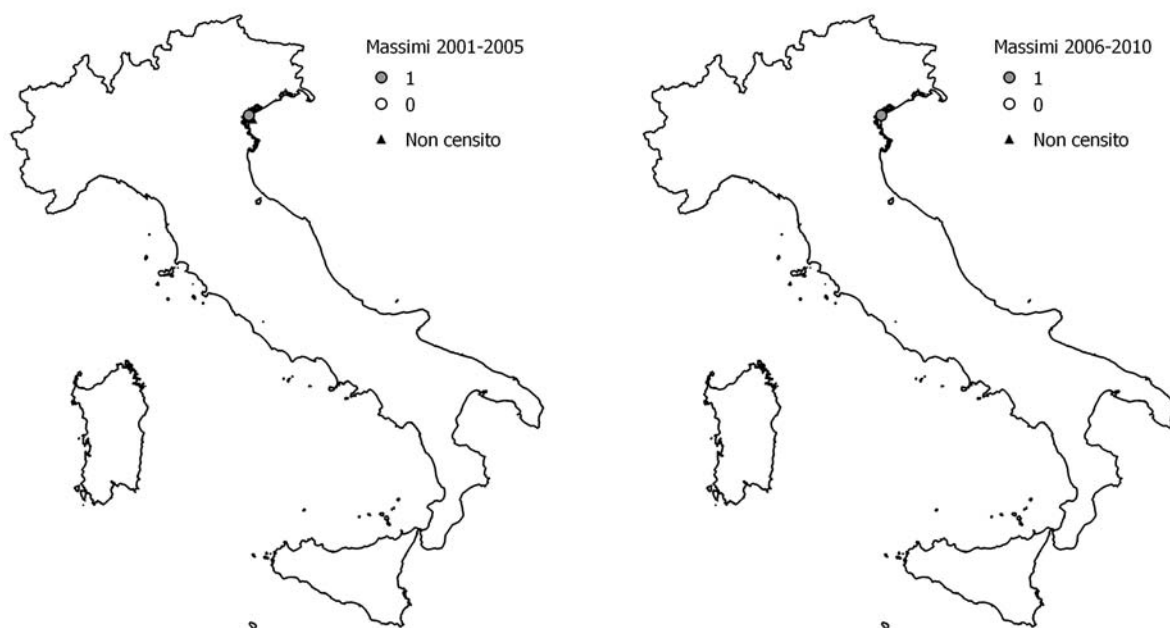 Massimi 2001-2005
1
0
Non censito
Massimi 2006-2010
1
0
Non censito